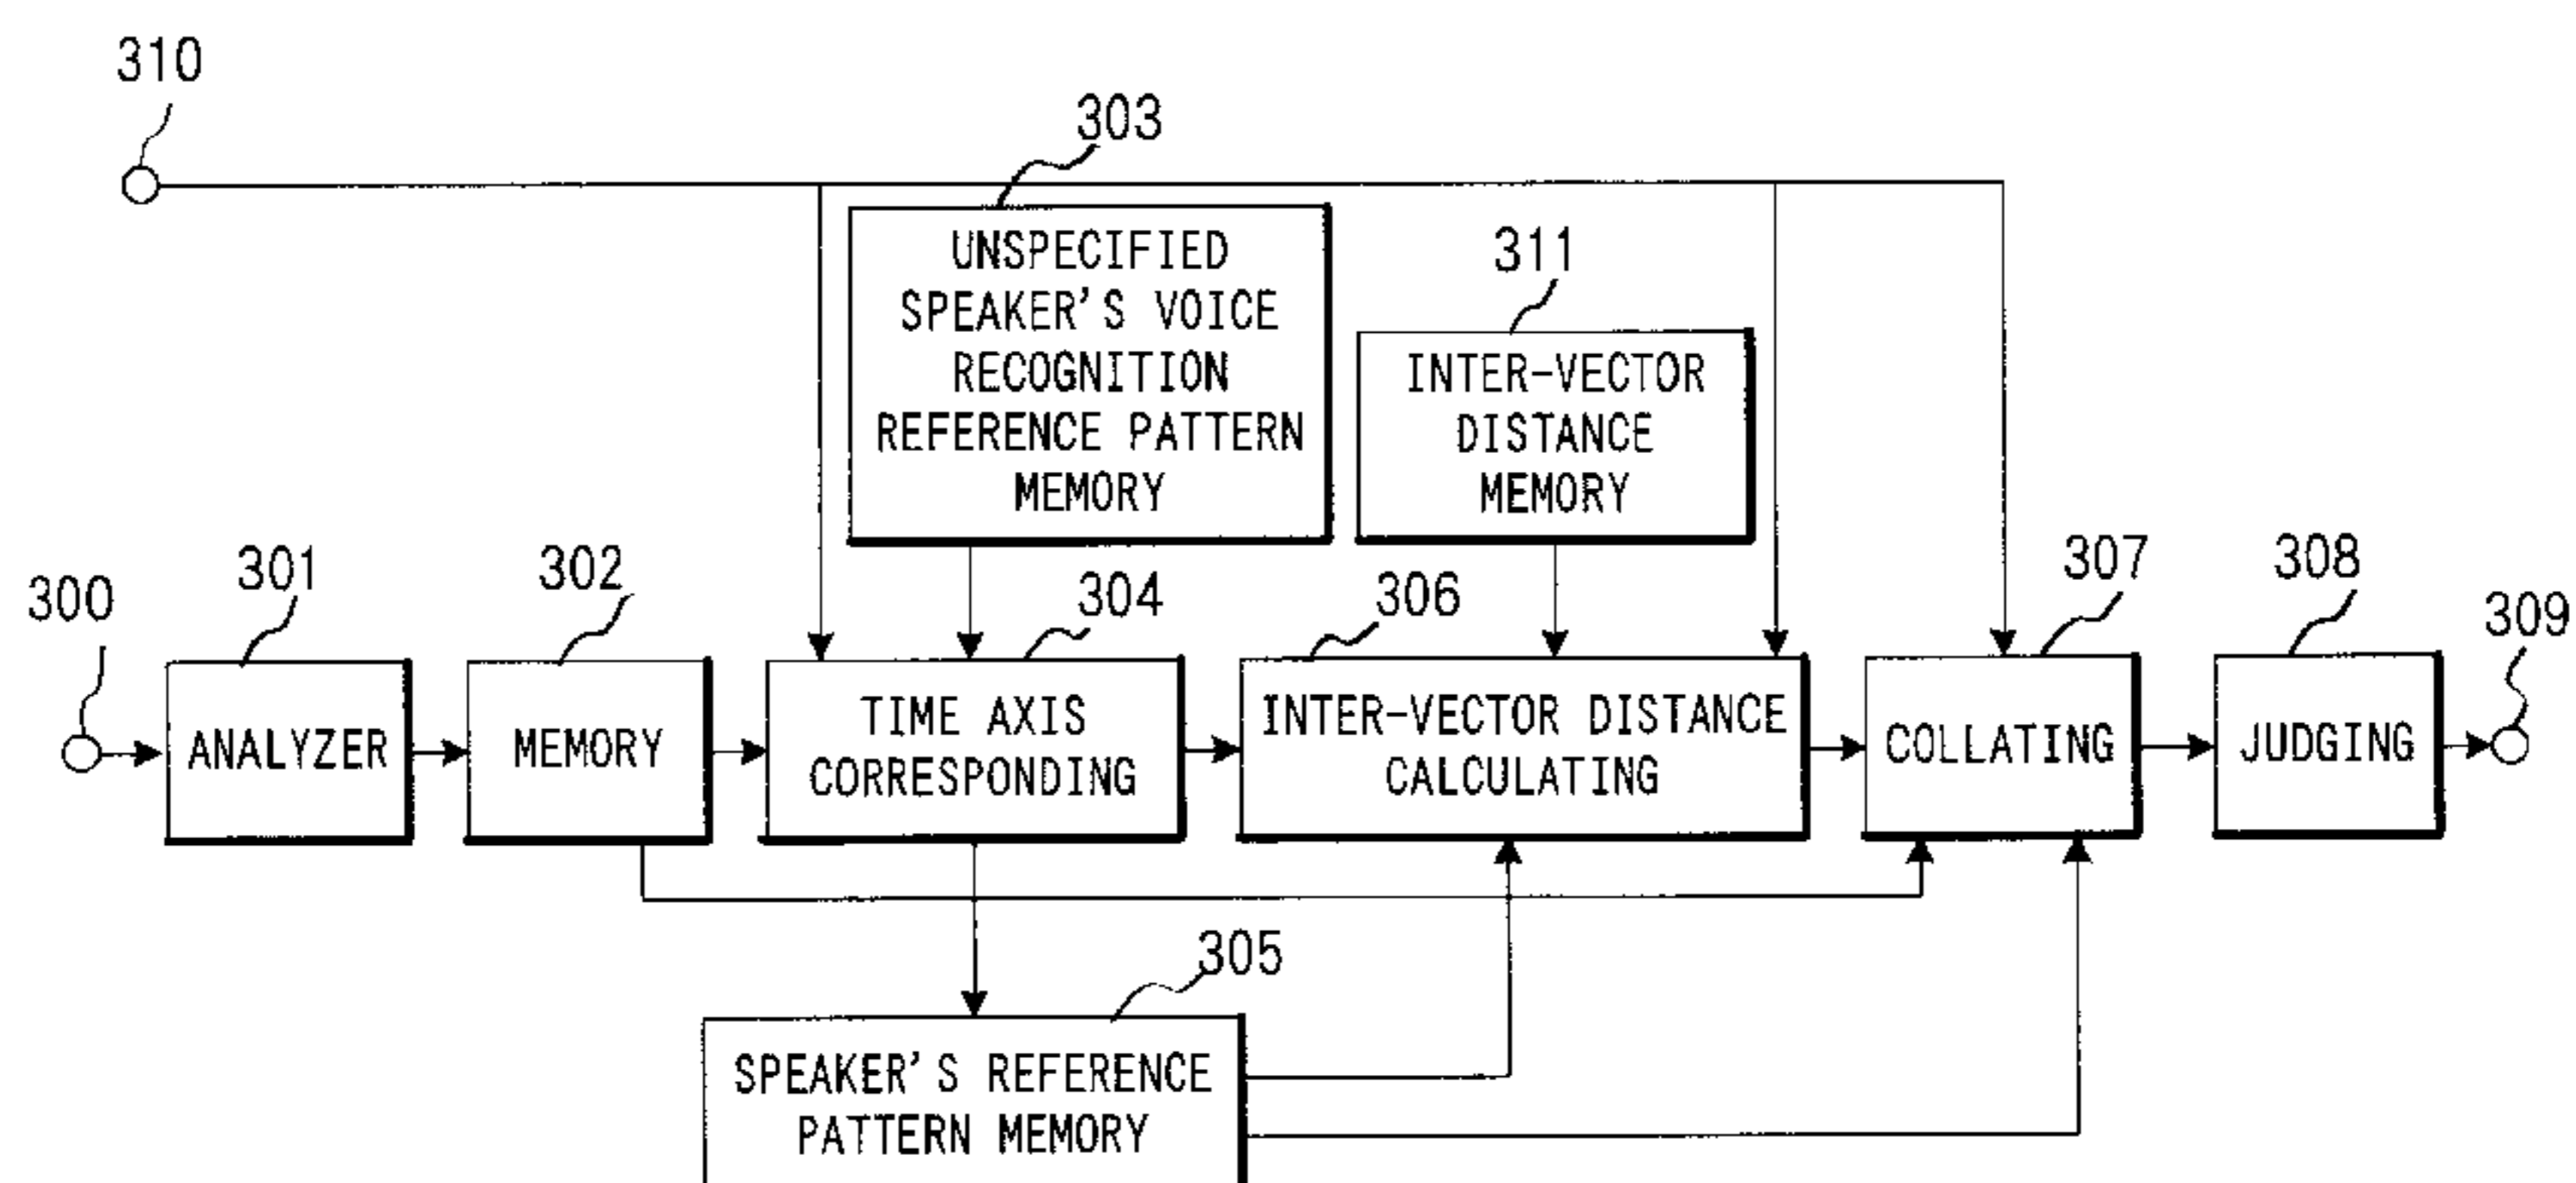 310
303
UNSPECIFIED
SPEAKER'S VOICE
RECOGNITION
REFERENCE PATTERN
MEMORY
311
INTER-VECTOR
DISTANCE
MEMORY
300
301
ANALYZER
302
MEMORY
304
TIME AXIS
CORRESPONDING
306
INTER-VECTOR DISTANCE
CALCULATING
307
COLLATING
308
JUDGING
309
305
SPEAKER'S REFERENCE
PATTERN MEMORY